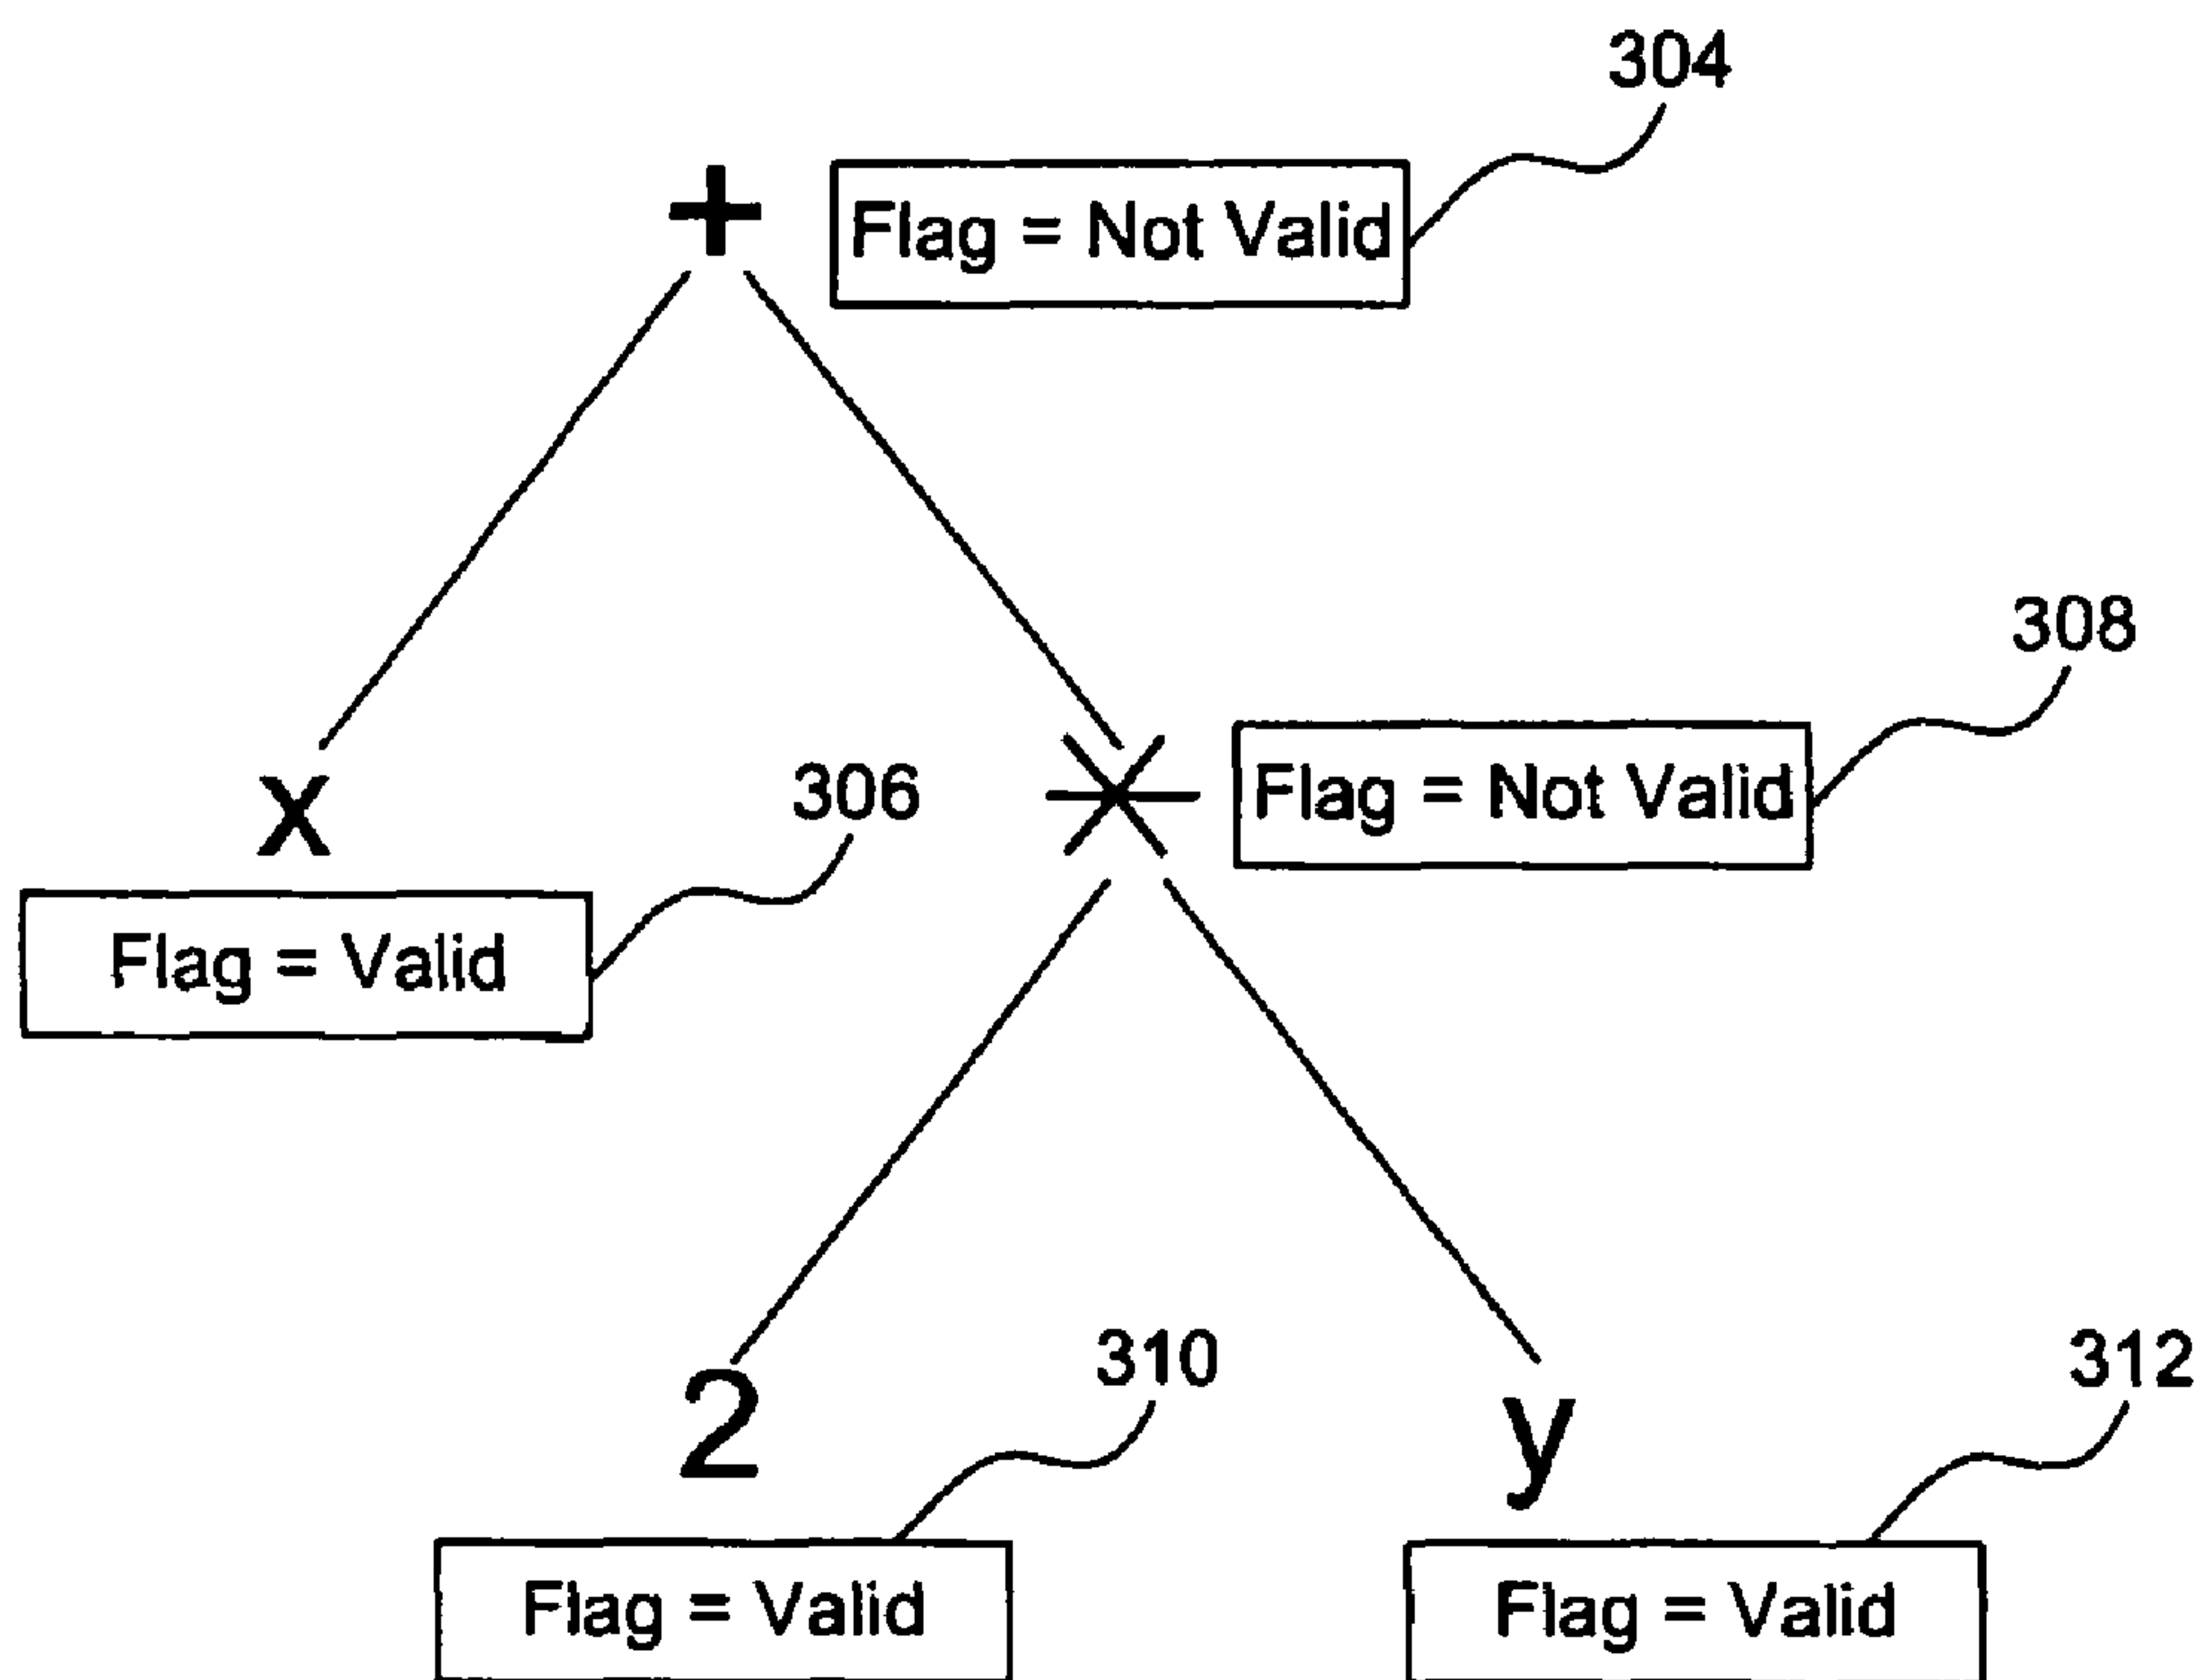 304
+
Flag = Not Valid
308
x
306
*
Flag = Not Valid
Flag = Valid
2
310
y
312
Flag = Valid
Flag = Valid